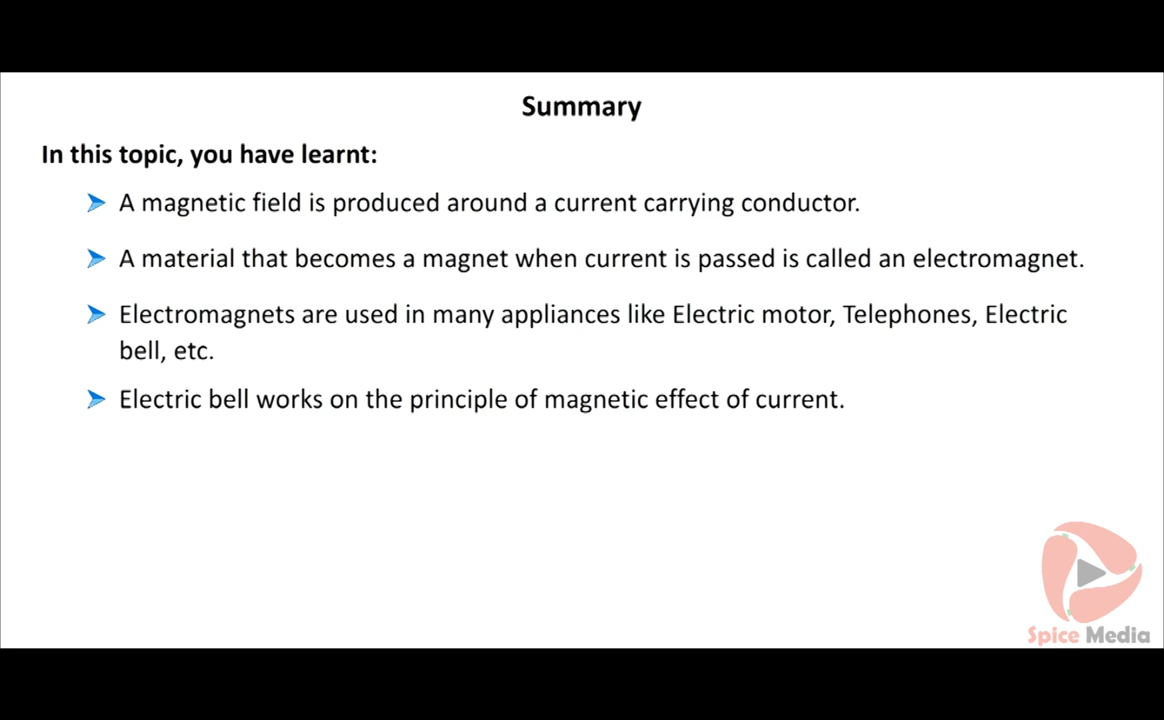 Summary
In this topic, you have learnt:
A magnetic field is produced around a current carrying conductor.
A material that becomes a magnet when current is passed is called an electromagnet.
Electromagnets are used in many appliances like Electric motor, Telephones, Electric
bell, etc.
Electric bell works on the principle of magnetic effect of current.
Spice Media